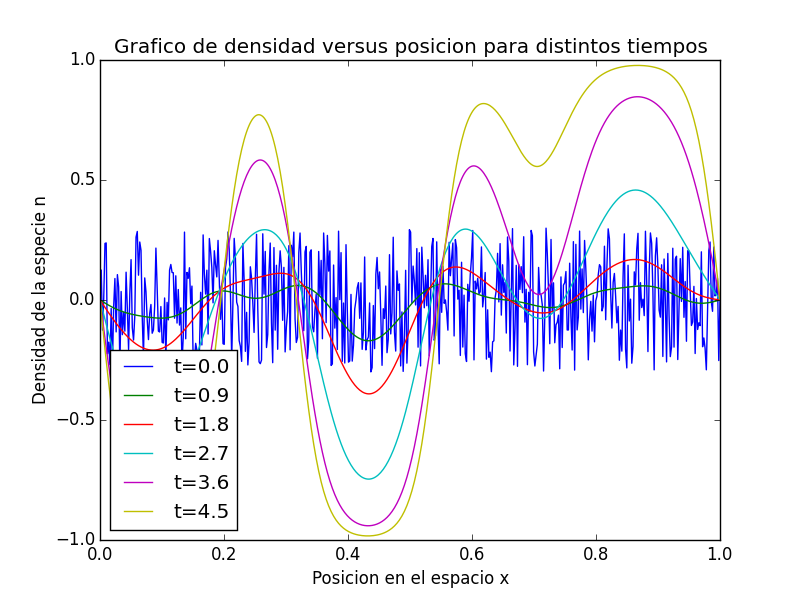 Grafico de densidad versus posicion para distintos tiempos
1.0
0.5
0.0
−0.5
−1.0
Densidad de la especie n
t=0.0
t=0.9
t=1.8
t=2.7
t=3.6
t=4.5
0.0 0.2 0.4 0.6 0.8 1.0
Posicion en el espacio x